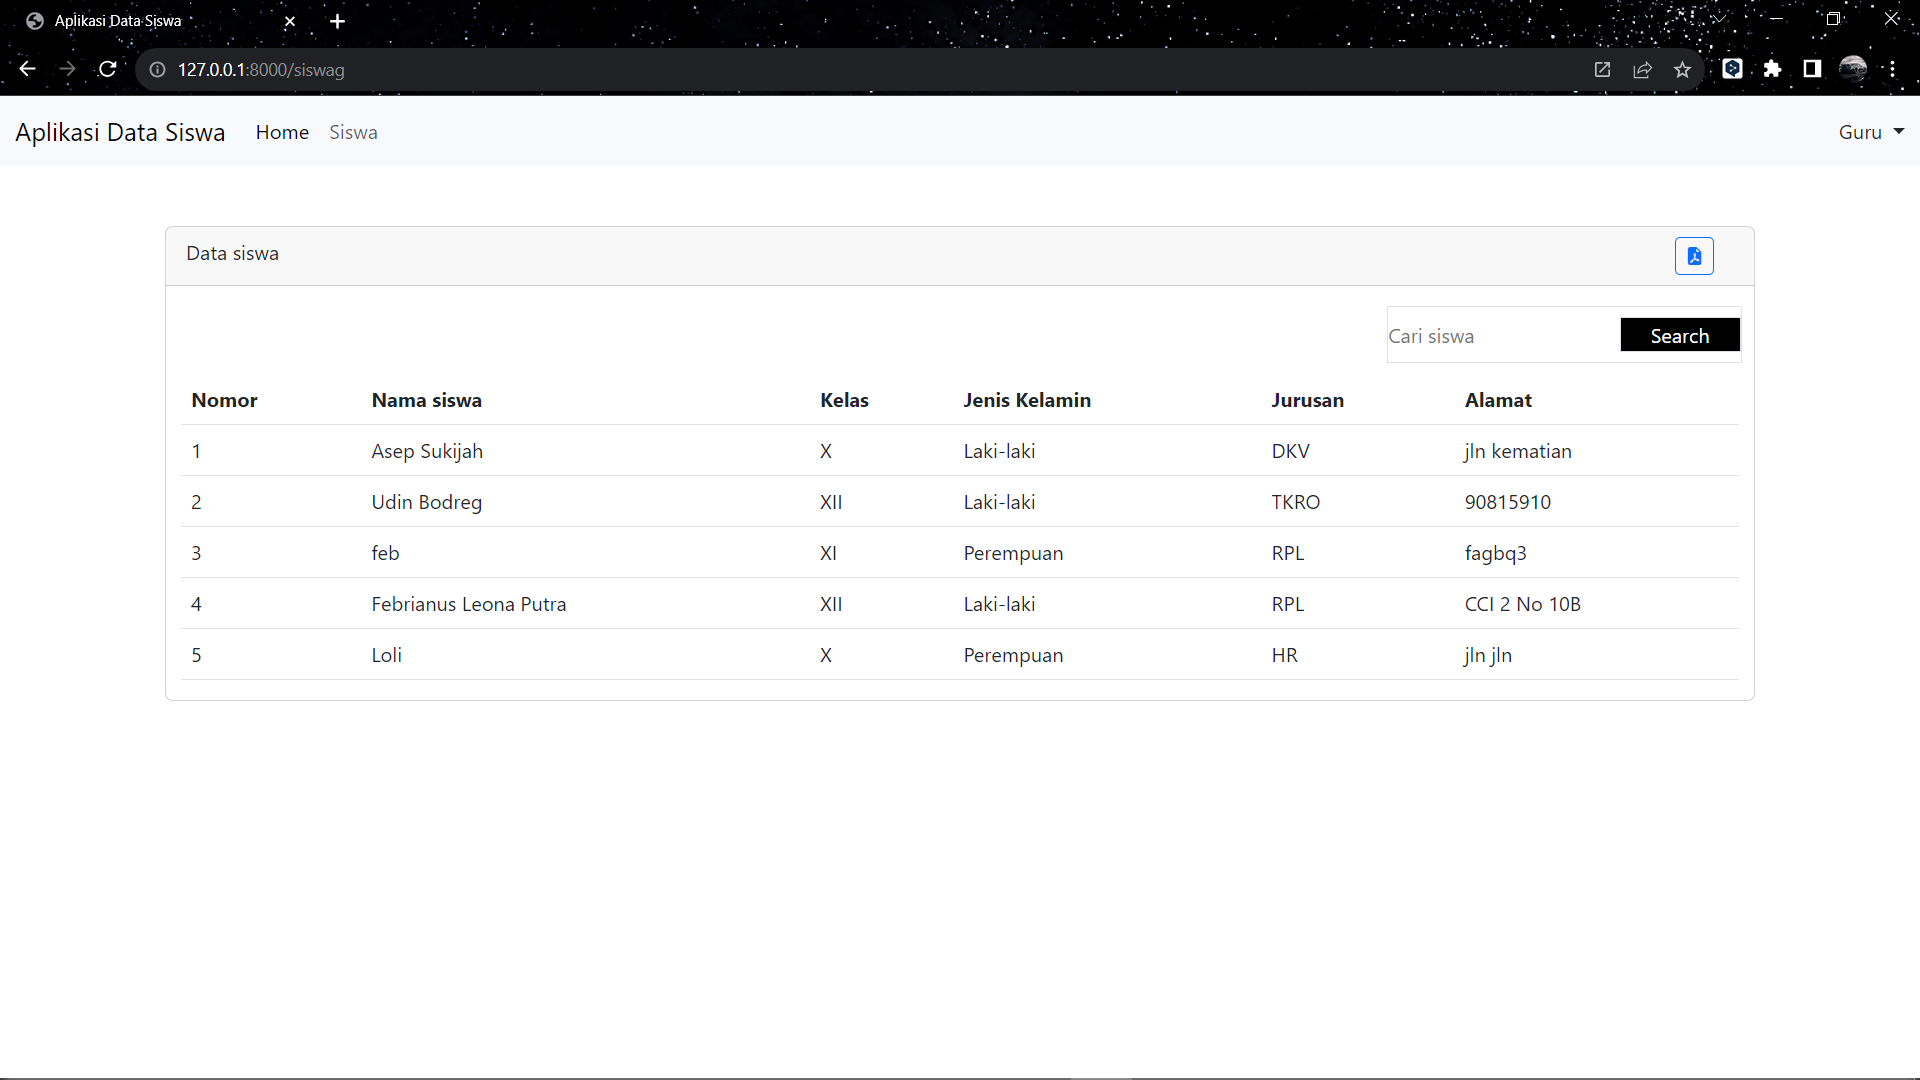 Aplikasi Data Siswa
127.0.0.1:8000/siswag
Aplikasi Data Siswa Home Siswa Guru
Data siswa
Cari siswa Search
Nomor Nama siswa Kelas Jenis Kelamin Jurusan Alamat
1 Asep Sukijah X Laki-laki DKV jln kematian
2 Udin Bodreg XII Laki-laki TKRO 90815910
3 feb XI Perempuan RPL fagbq3
4 Febrianus Leona Putra XII Laki-laki RPL CCI 2 No 10B
5 Loli X Perempuan HR jln jln